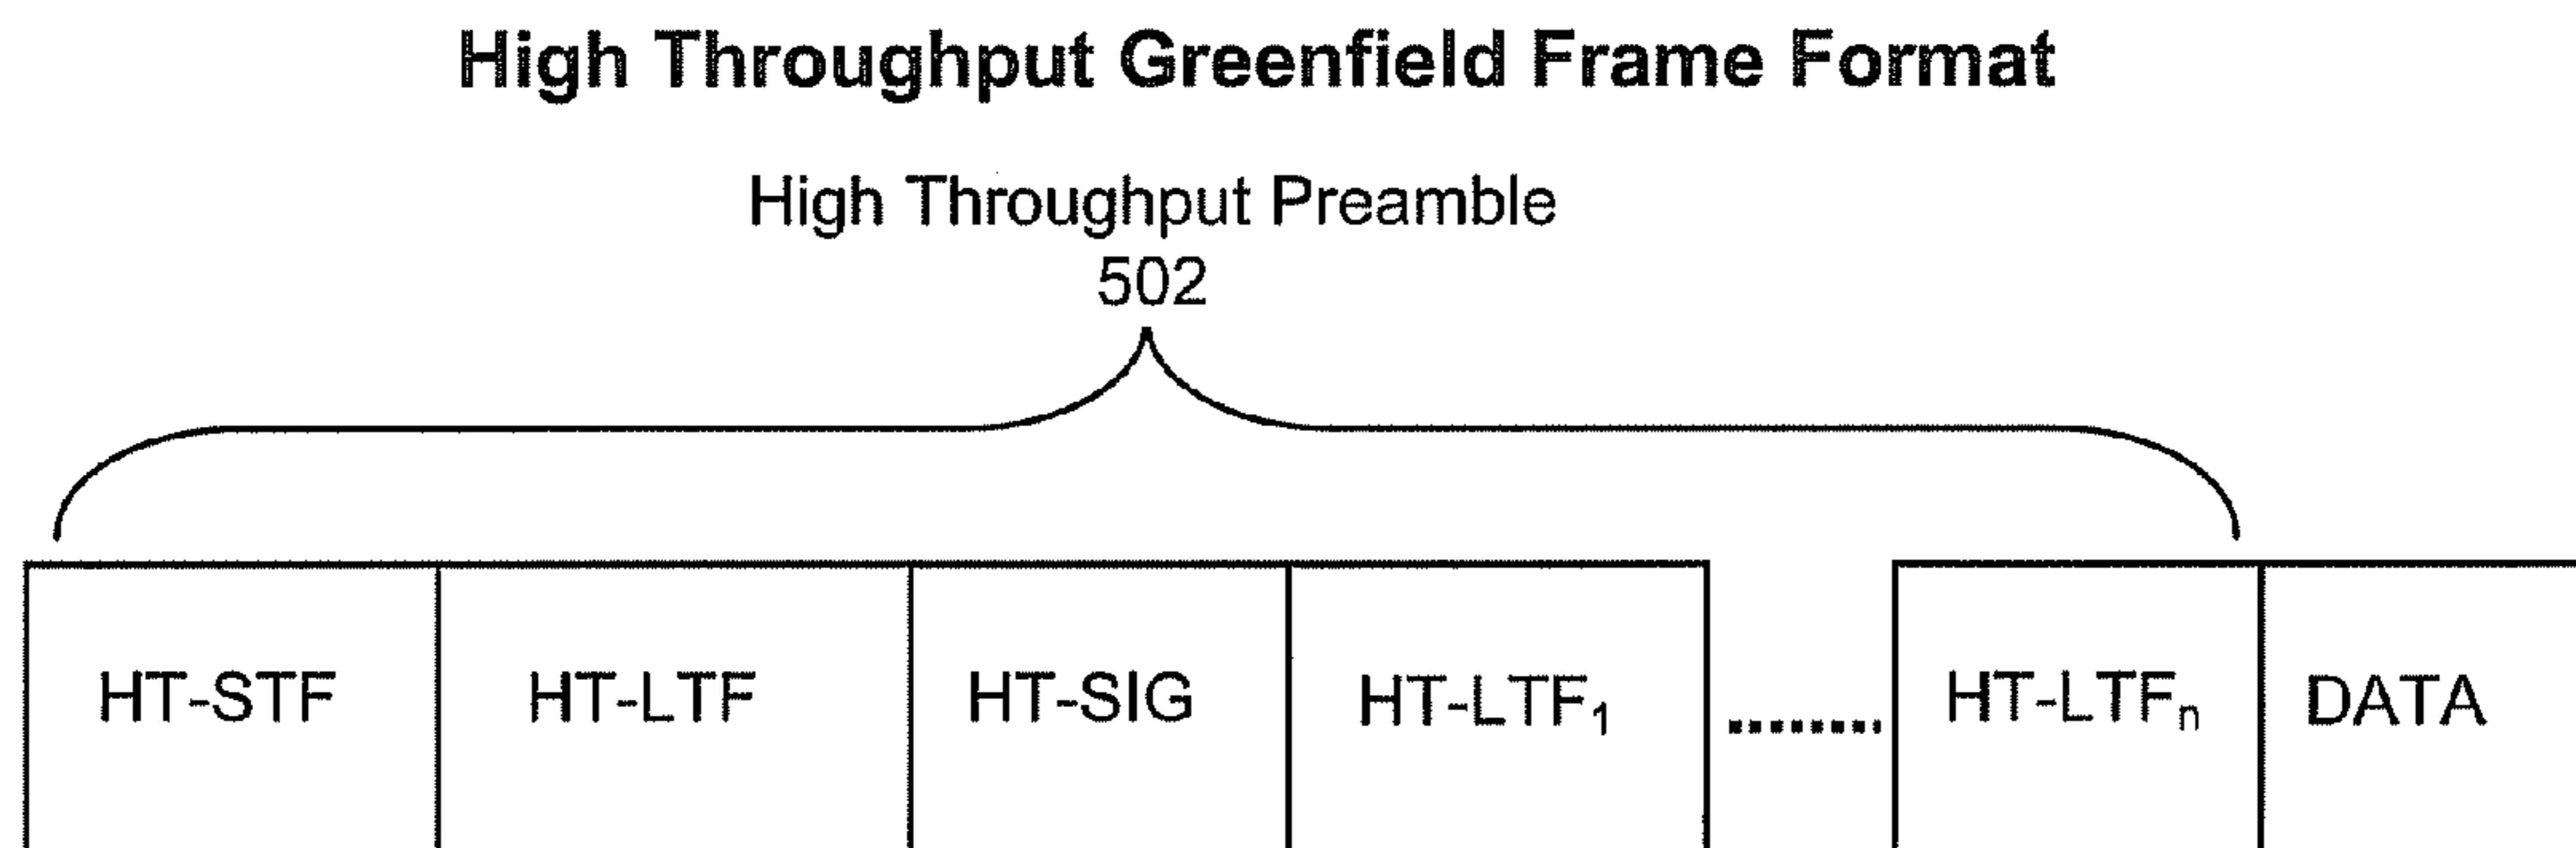 High Throughput Greenfield Frame Format
High Throughput Preamble
502
HT-STF HT-LTF HT-SIG HT-LTF₁ ........ HT-LTFₙ DATA